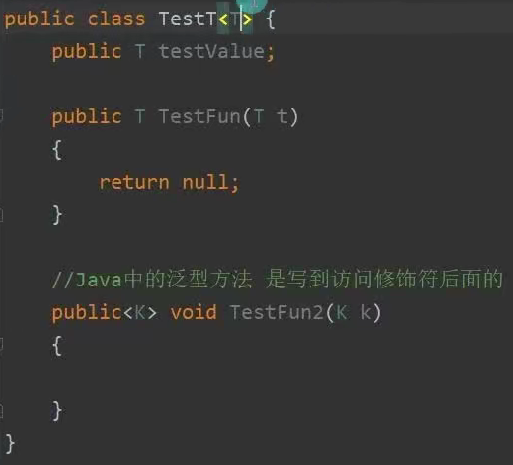 public class TestT<T> {
public T testValue;
public T TestFun(T t)
{
return null;
}
//Java中的泛型方法 是写到访问修饰符后面的
public<K> void TestFun2(K k)
{
}
}